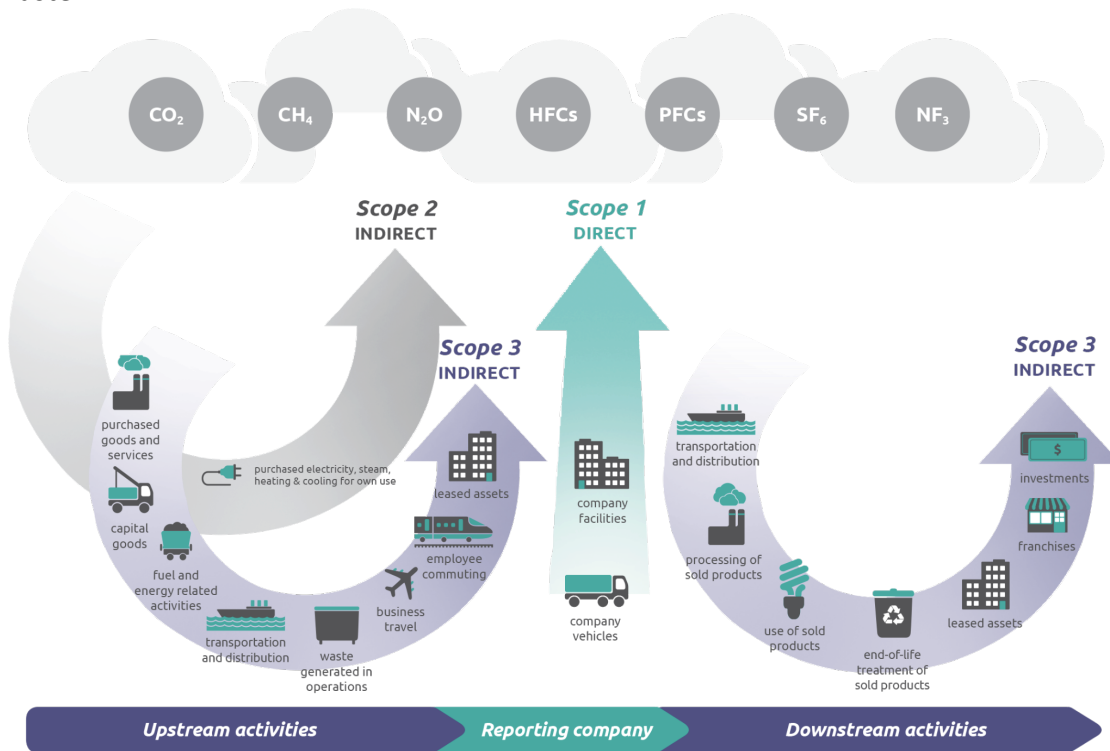 CO₂
CH₄
N₂O
HFCs
PFCs
SF₆
NF₃
Scope 2
INDIRECT
Scope 1
DIRECT
Scope 3
INDIRECT
Scope 3
INDIRECT
purchased
goods and
services
capital
goods
fuel and
energy related
activities
transportation
and distribution
waste
generated in
operations
business
travel
employee
commuting
leased assets
purchased electricity, steam,
heating & cooling for own use
company
facilities
company
vehicles
transportation
and distribution
processing
of sold products
use of sold
products
end-of-life
treatment of
sold products
leased assets
franchises
$
investments
Upstream activities
Reporting company
Downstream activities